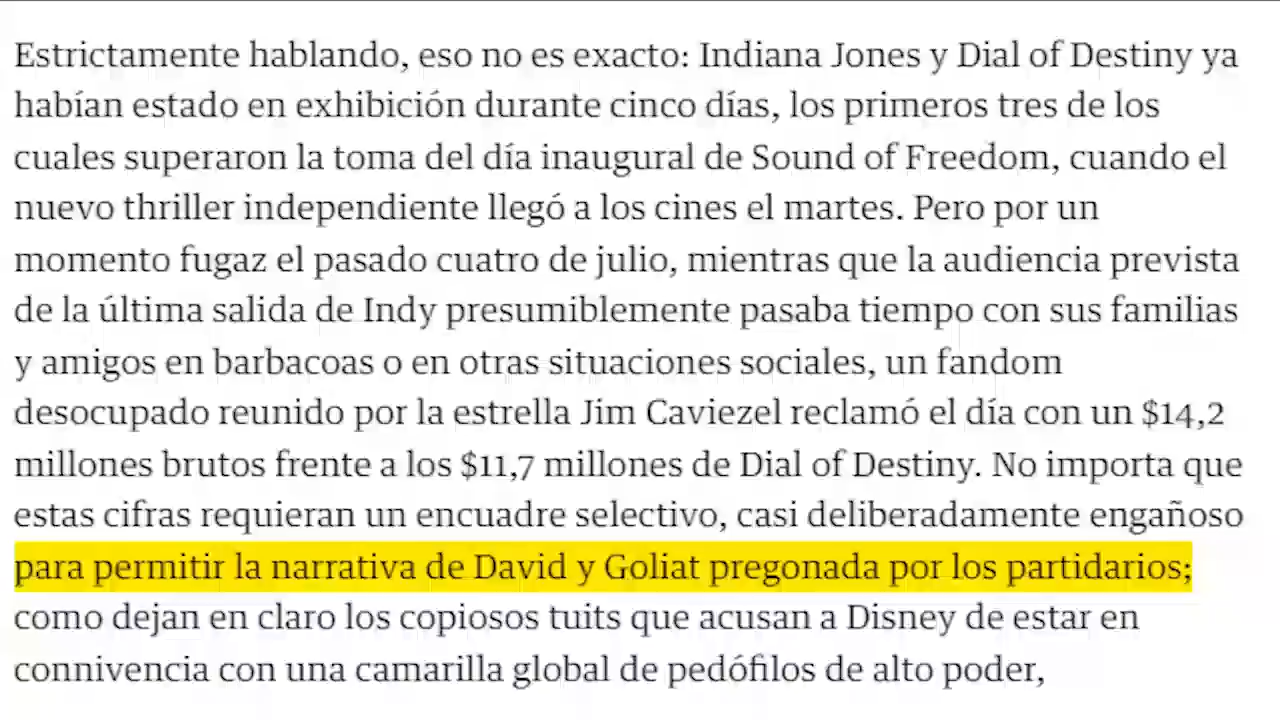 Estrictamente hablando, eso no es exacto: Indiana Jones y Dial of Destiny ya
habían estado en exhibición durante cinco días, los primeros tres de los
cuales superaron la toma del día inaugural de Sound of Freedom, cuando el
nuevo thriller independiente llegó a los cines el martes. Pero por un
momento fugaz el pasado cuatro de julio, mientras que la audiencia prevista
de la última salida de Indy presumiblemente pasaba tiempo con sus familias
y amigos en barbacoas o en otras situaciones sociales, un fandom
desocupado reunido por la estrella Jim Caviezel reclamó el día con un $14,2
millones brutos frente a los $11,7 millones de Dial of Destiny. No importa que
estas cifras requieran un encuadre selectivo, casi deliberadamente engañoso
para permitir la narrativa de David y Goliat pregonada por los partidarios;
como dejan en claro los copiosos tuits que acusan a Disney de estar en
connivencia con una camarilla global de pedófilos de alto poder,